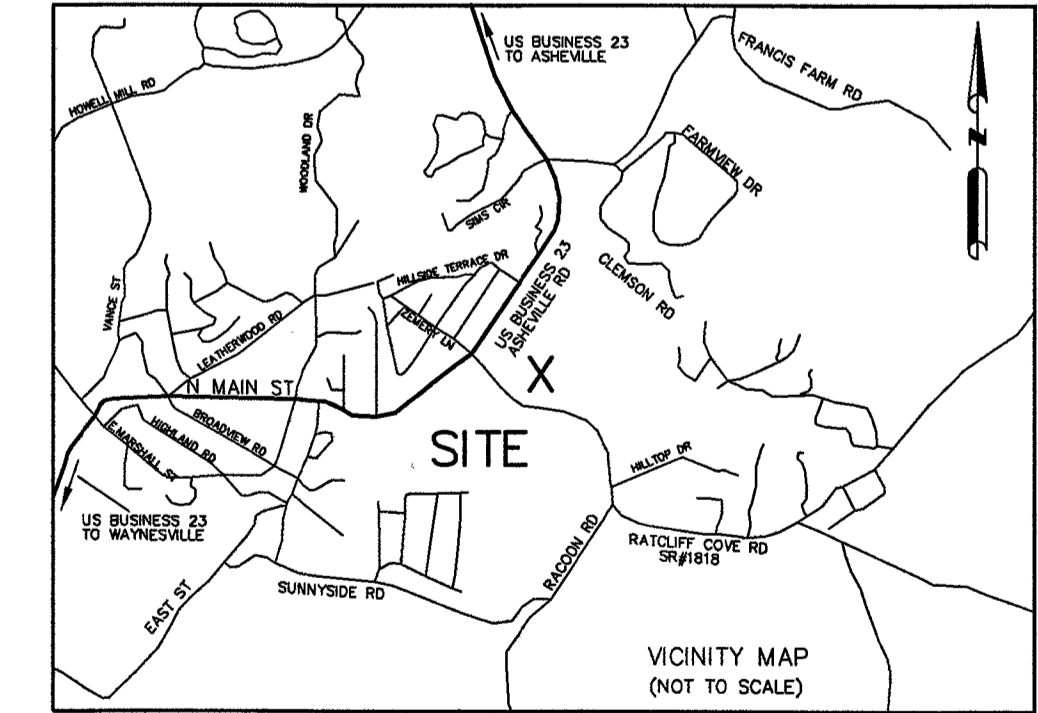 US BUSINESS 23
TO ASHEVILLE
FRANCIS FARM RD
HOWELL MILL RD
WOODLAND DR
FARMVIEW DR
N
SIMS CIR
HILLSIDE TERRACE DR
US BUSINESS 23
ASHEVILLE RD
CLEMSON RD
VANCE ST
ZEMERY LN
LEATHERWOOD RD
X
N MAIN ST
BROADVIEW RD
HIGHLAND RD
E.MARSHALL ST
SITE
HILLTOP DR
US BUSINESS 23
TO WAYNESVILLE
RACOON RD
RATCLIFF COVE RD
SR#1818
SUNNYSIDE RD
EAST ST
VICINITY MAP
(NOT TO SCALE)